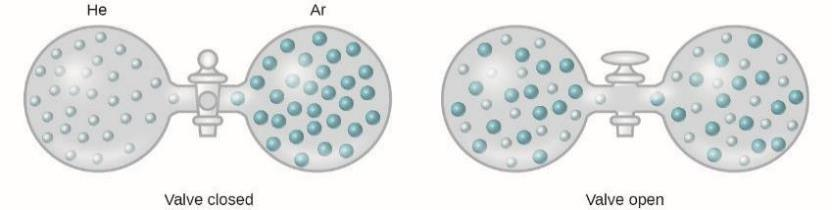 He
Ar
Valve closed
Valve open